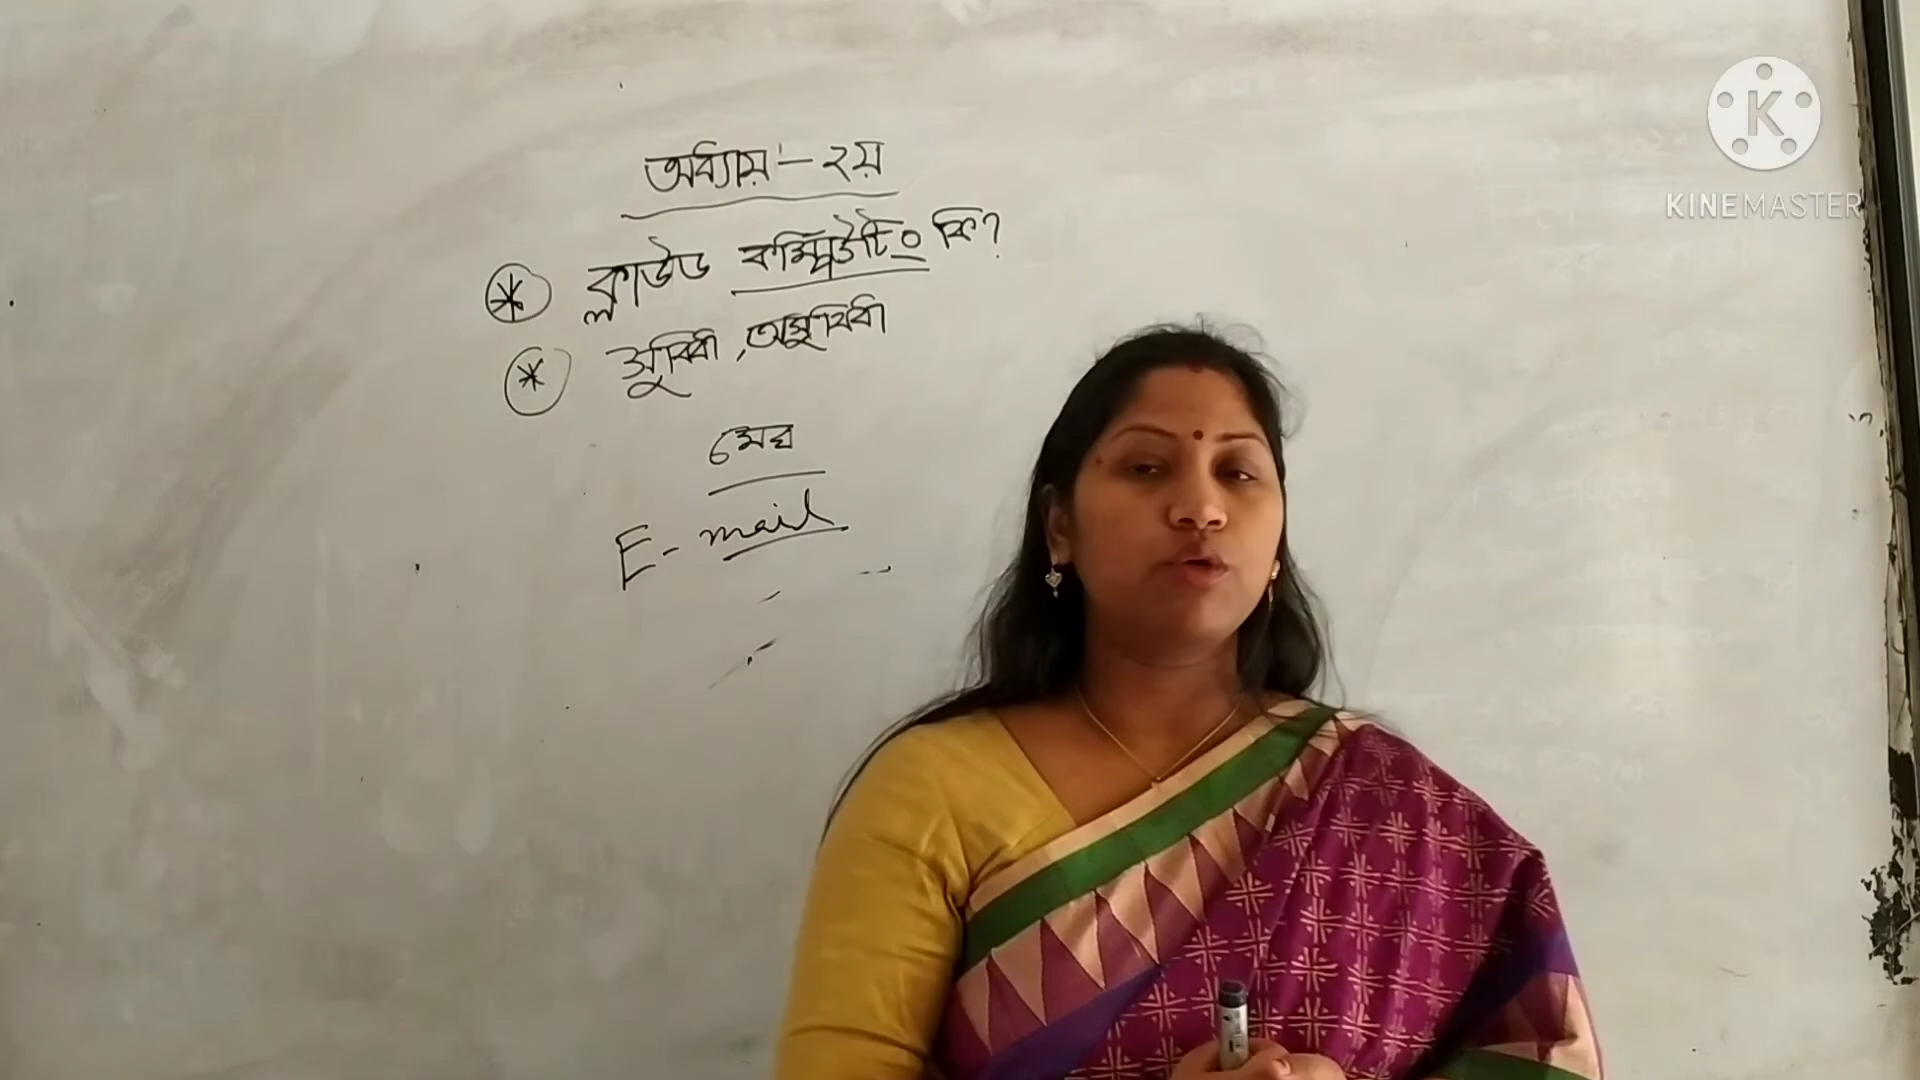 অধ্যায় :- ২য়
* ক্লাউড কম্পিউটিং কি?
* সুবিধা, অসুবিধা
মেঘ
E-mail
K
KINEMASTER